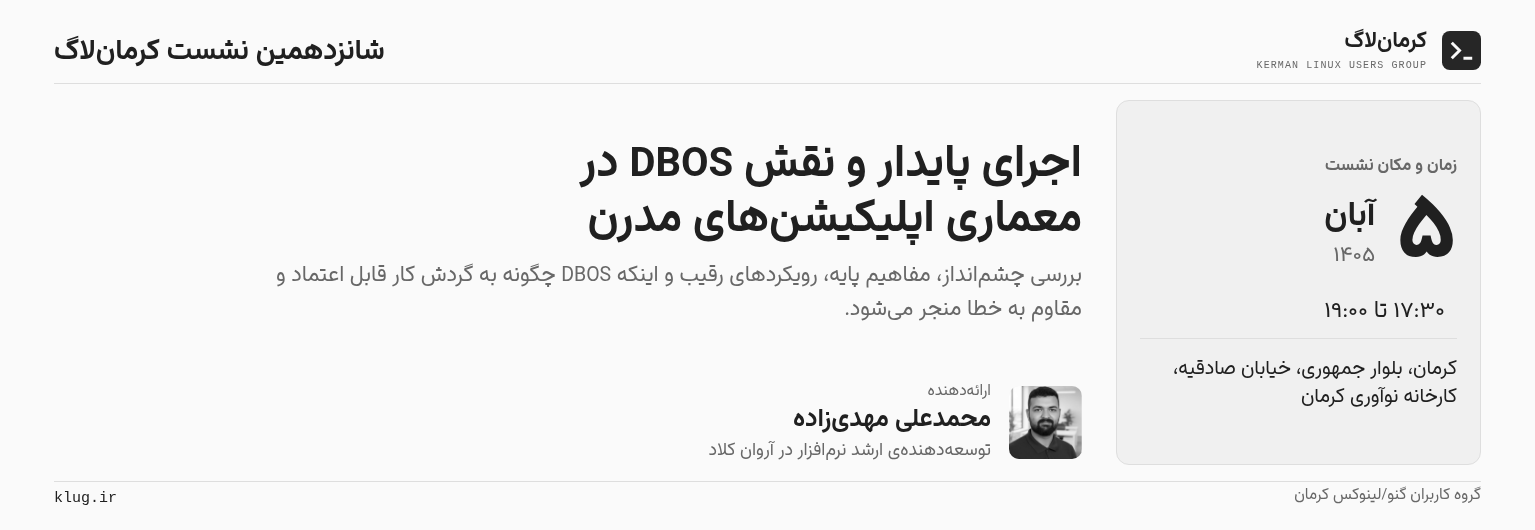 کرمان‌لاگ
KERMAN LINUX USERS GROUP
شانزدهمین نشست کرمان‌لاگ
زمان و مکان نشست
۵
آبان
۱۴۰۵
۱۷:۳۰ تا ۱۹:۰۰
کرمان، بلوار جمهوری، خیابان صادقیه،
کارخانه نوآوری کرمان
اجرای پایدار و نقش DBOS در
معماری اپلیکیشن‌های مدرن
بررسی چشم‌انداز، مفاهیم پایه، رویکردهای رقیب و اینکه DBOS چگونه به گردش کار قابل اعتماد و
مقاوم به خطا منجر می‌شود.
ارائه‌دهنده
محمدعلی مهدی‌زاده
توسعه‌دهنده‌ی ارشد نرم‌افزار در آروان کلاد
گروه کاربران گنو/لینوکس کرمان
klug.ir